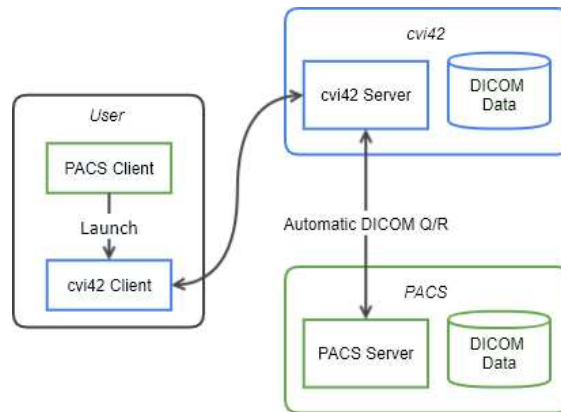 cvi42
cvi42 Server
DICOM
Data
User
PACS Client
Launch
cvi42 Client
Automatic DICOM Q/R
PACS
PACS Server
DICOM
Data